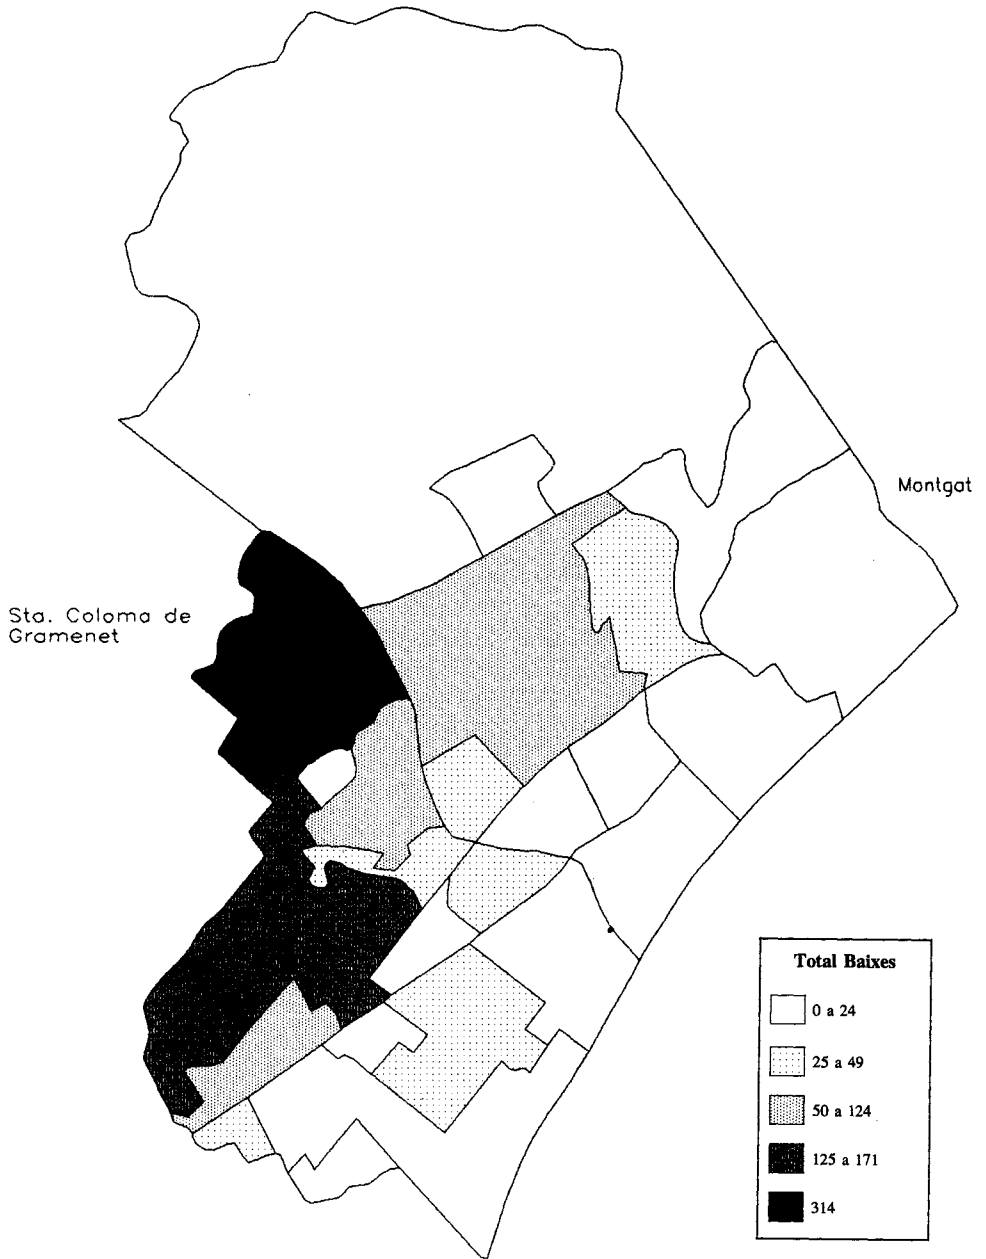 Montgat
Sta. Coloma de
Gramenet
Total Baixes
0 a 24
25 a 49
50 a 124
125 a 171
314